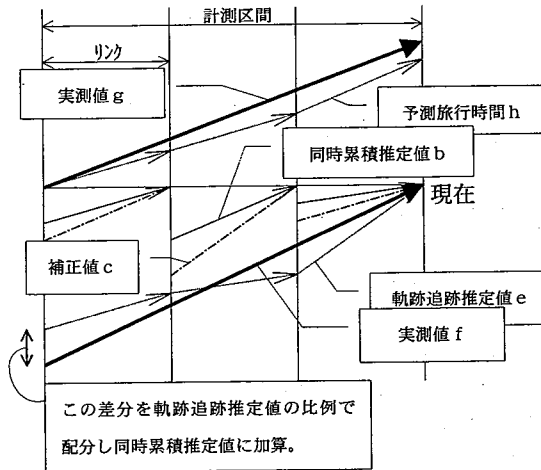 計測区間
リンク
実測値g
予測旅行時間h
同時累積推定値b
現在
補正値c
軌跡追跡推定値e
実測値f
この差分を軌跡追跡推定値の比例で
配分し同時累積推定値に加算。